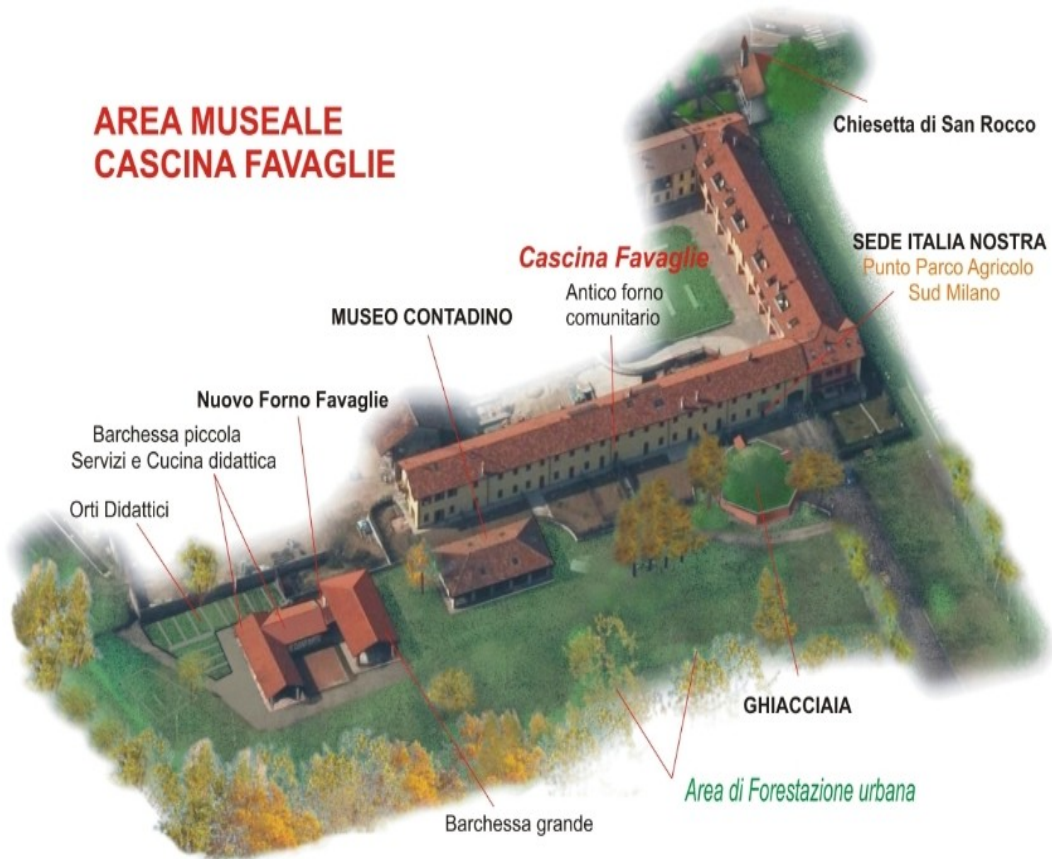 AREA MUSEALE
CASCINA FAVAGLIE
Chiesetta di San Rocco
SEDE ITALIA NOSTRA
Punto Parco Agricolo
Sud Milano
Cascina Favaglie
Antico forno
comunitario
MUSEO CONTADINO
Nuovo Forno Favaglie
Barchessa piccola
Servizi e Cucina didattica
Orti Didattici
GHIACCIAIA
Area di Forestazione urbana
Barchessa grande